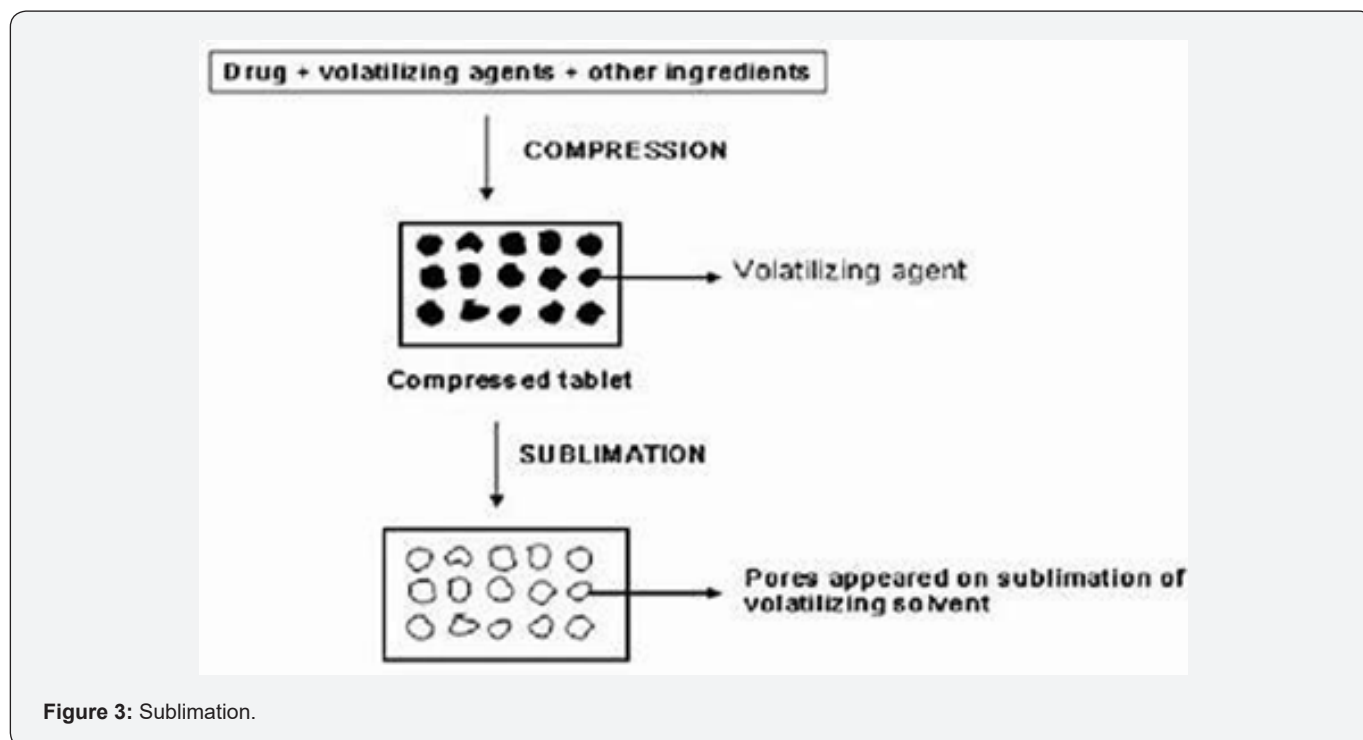 Drug + volatilizing agents + other ingredients
COMPRESSION
Volatilizing agent
Compressed tablet
SUBLIMATION
Pores appeared on sublimation of
volatilizing solvent
Figure 3: Sublimation.